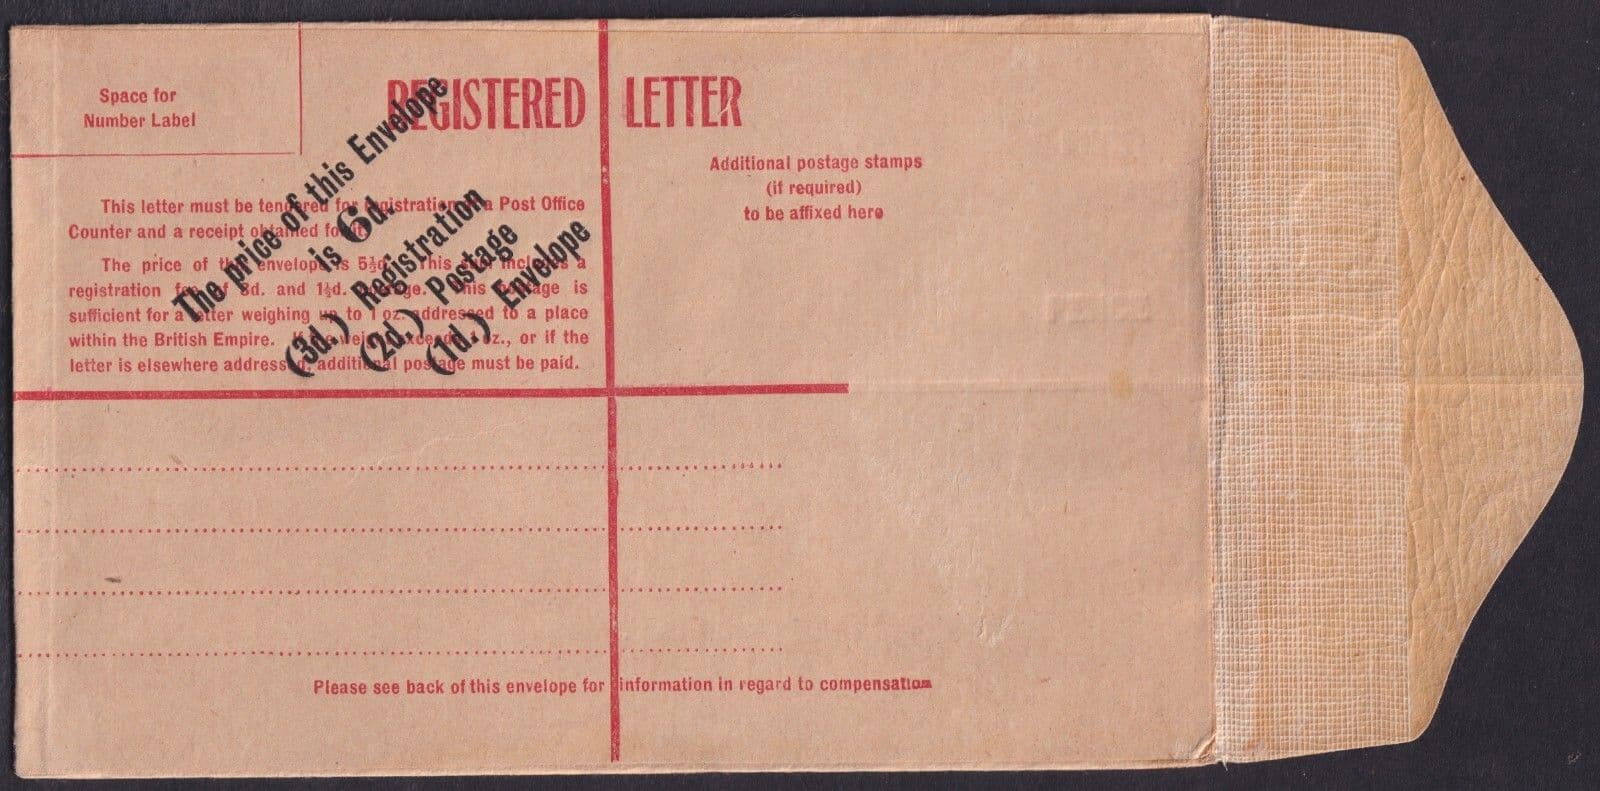 Space for
Number Label
REGISTERED LETTER
Additional postage stamps
(if required)
to be affixed here
This letter must be tendered for registration a Post Office
Counter and a receipt obtained for it.
The price of the envelope is 5½d. This sum includes a
registration fee of 3d. and 1½d. postage. This postage is
sufficient for a letter weighing up to 1 oz. addressed to a place
within the British Empire. If the weight exceeds 1 oz., or if the
letter is elsewhere addressed, additional postage must be paid.
The price of this Envelope
is 6d.
(3d.) Registration
(2d.) Postage
(1d.) Envelope
Please see back of this envelope for information in regard to compensation